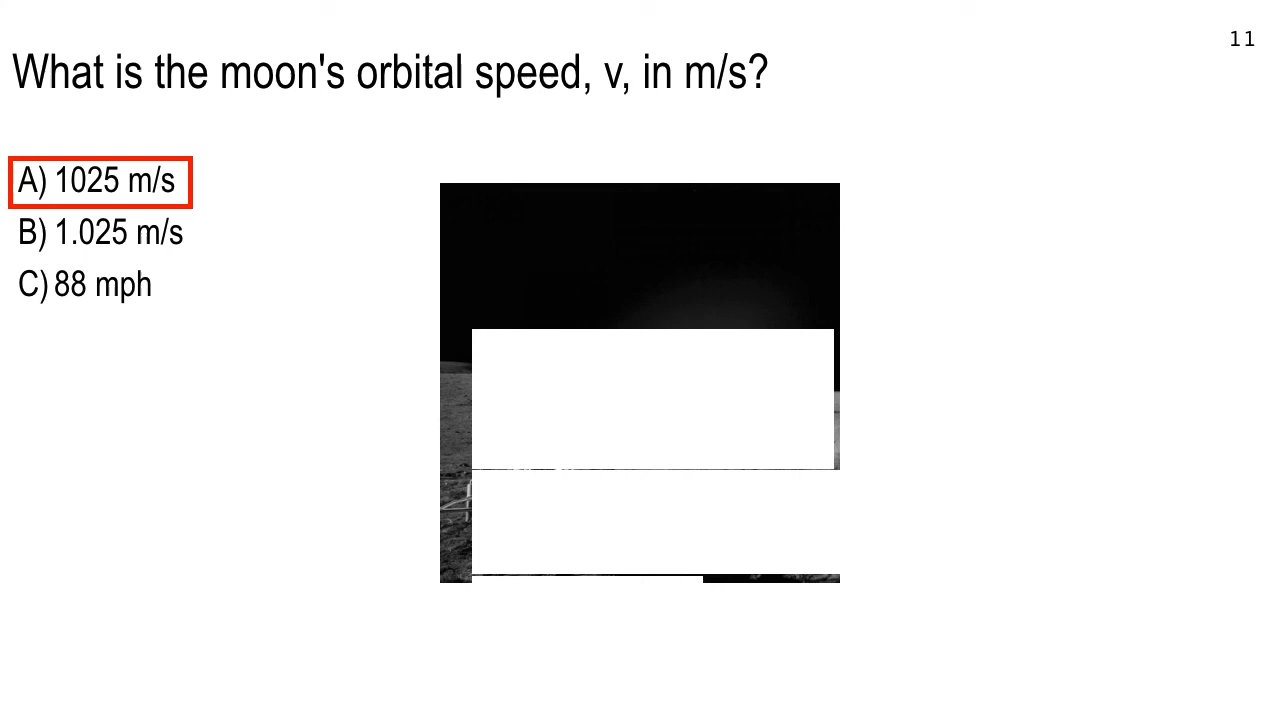 11
What is the moon's orbital speed, v, in m/s?
A) 1025 m/s
B) 1.025 m/s
C) 88 mph